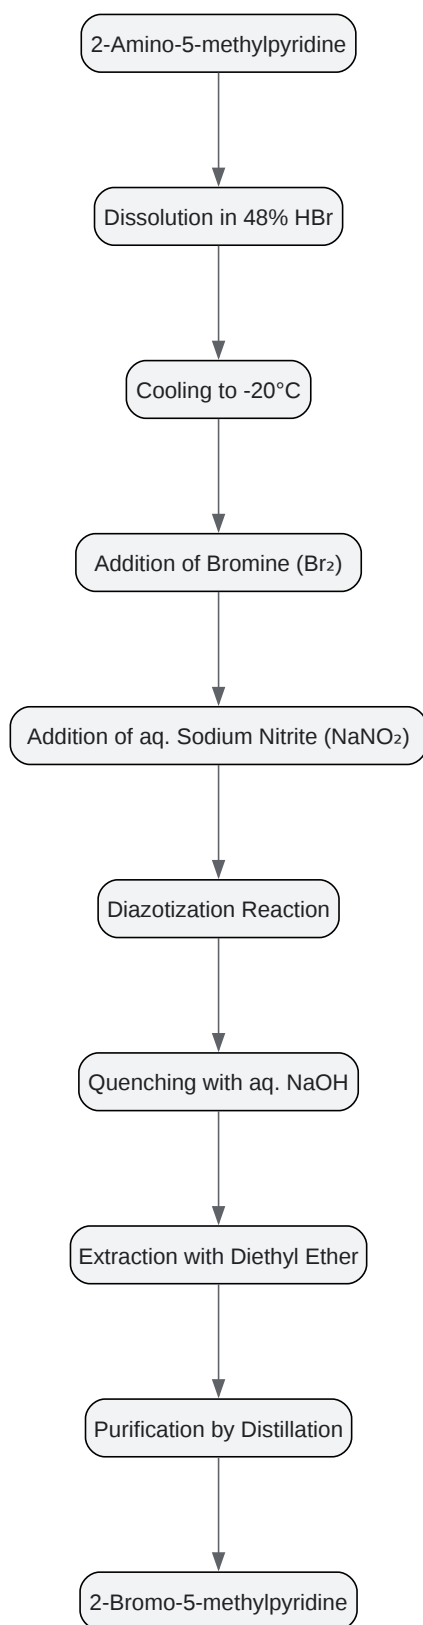 2-Amino-5-methylpyridine
Dissolution in 48% HBr
Cooling to -20°C
Addition of Bromine (Br₂)
Addition of aq. Sodium Nitrite (NaNO₂)
Diazotization Reaction
Quenching with aq. NaOH
Extraction with Diethyl Ether
Purification by Distillation
2-Bromo-5-methylpyridine